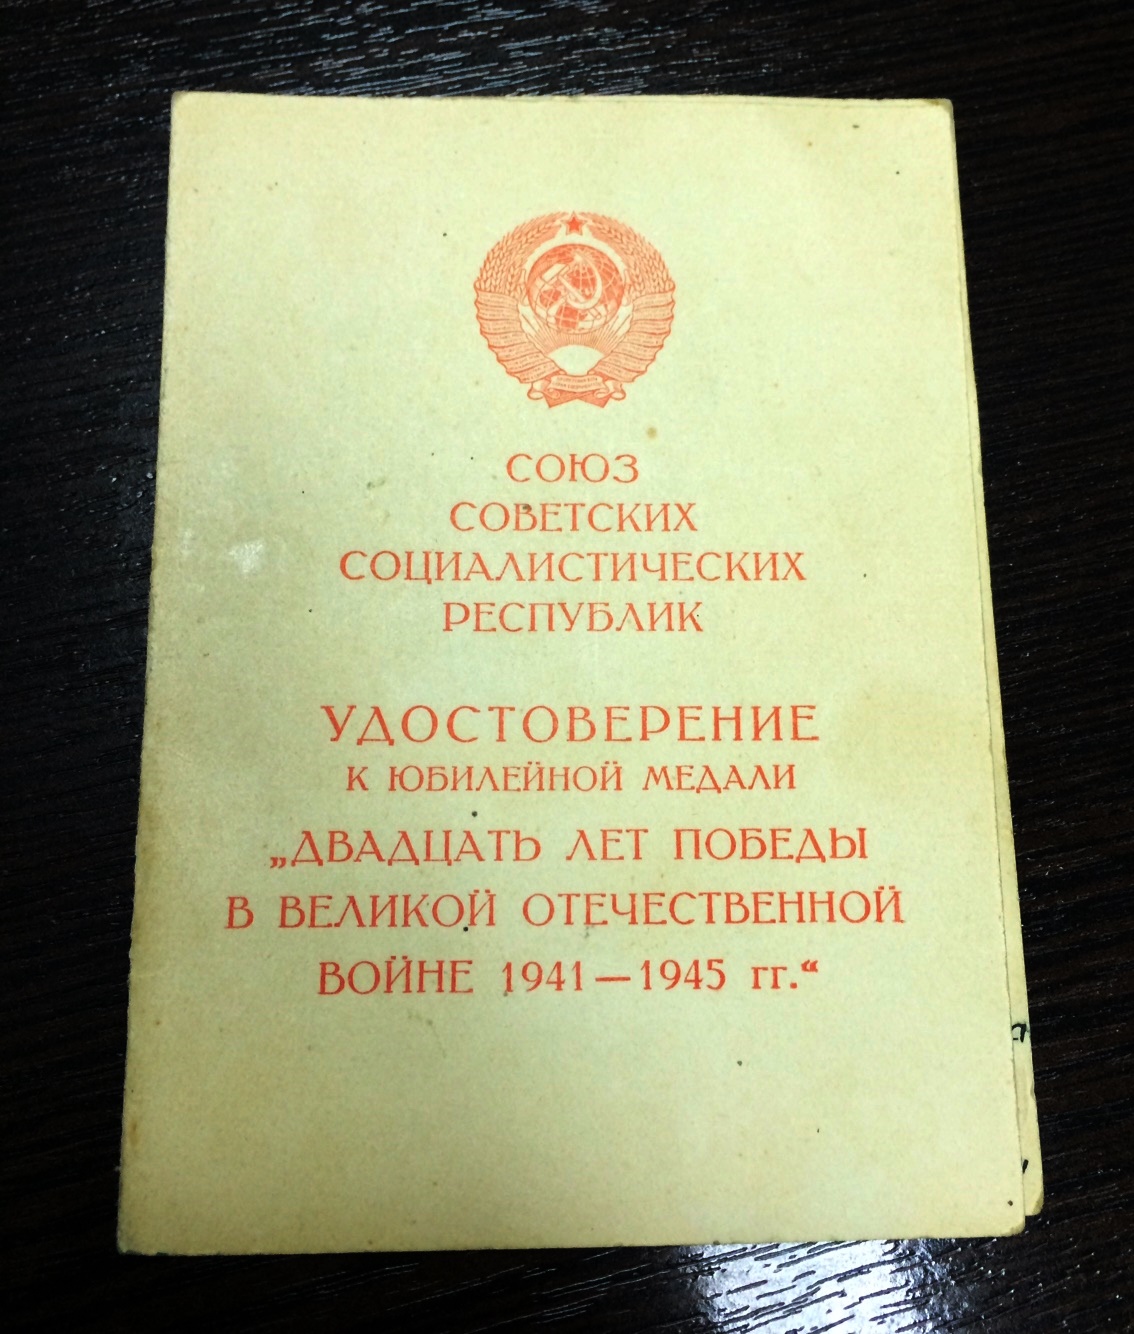 СОЮЗ
СОВЕТСКИХ
СОЦИАЛИСТИЧЕСКИХ
РЕСПУБЛИК
УДОСТОВЕРЕНИЕ
К ЮБИЛЕЙНОЙ МЕДАЛИ
„ДВАДЦАТЬ ЛЕТ ПОБЕДЫ
В ВЕЛИКОЙ ОТЕЧЕСТВЕННОЙ
ВОЙНЕ 1941—1945 гг.“